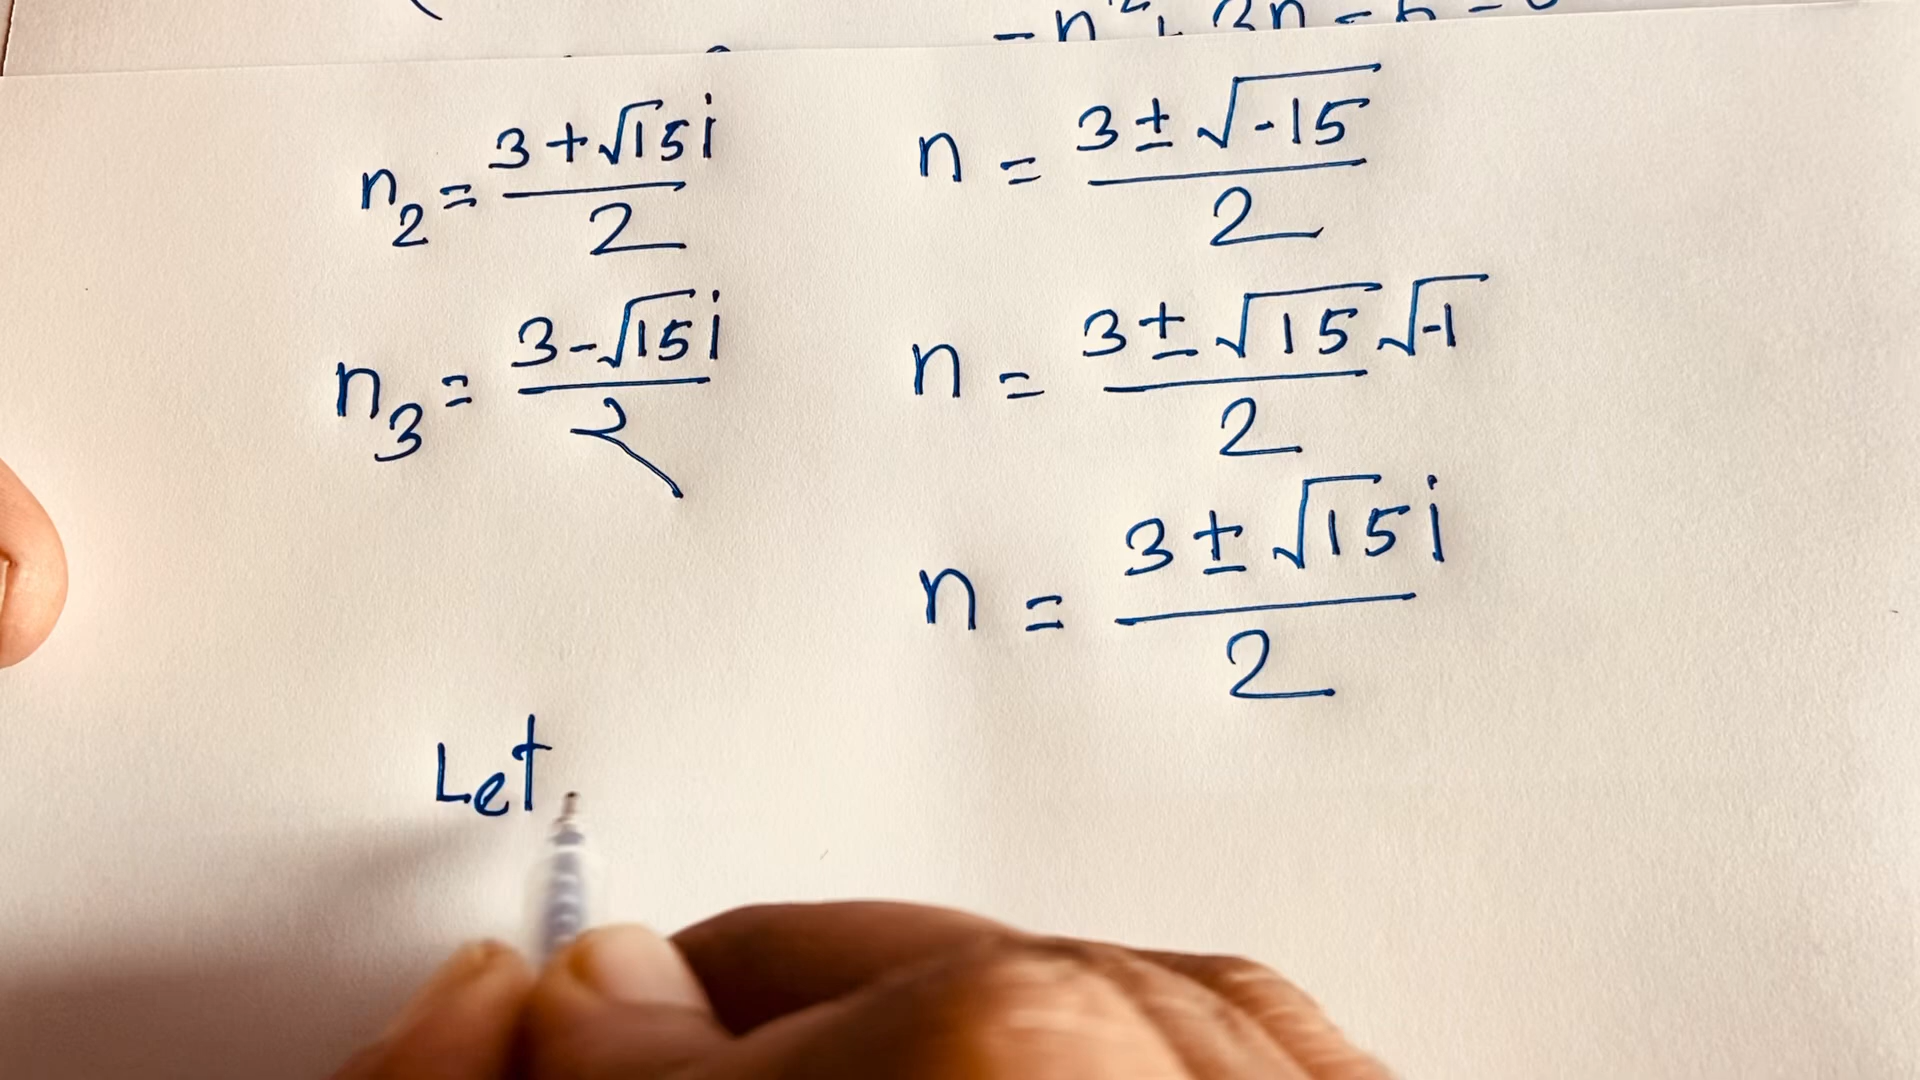 n₂ = (3 + √15 i) / 2
n₃ = (3 - √15 i) / 2
n = (3 ± √-15) / 2
n = (3 ± √15 √-1) / 2
n = (3 ± √15 i) / 2
Let